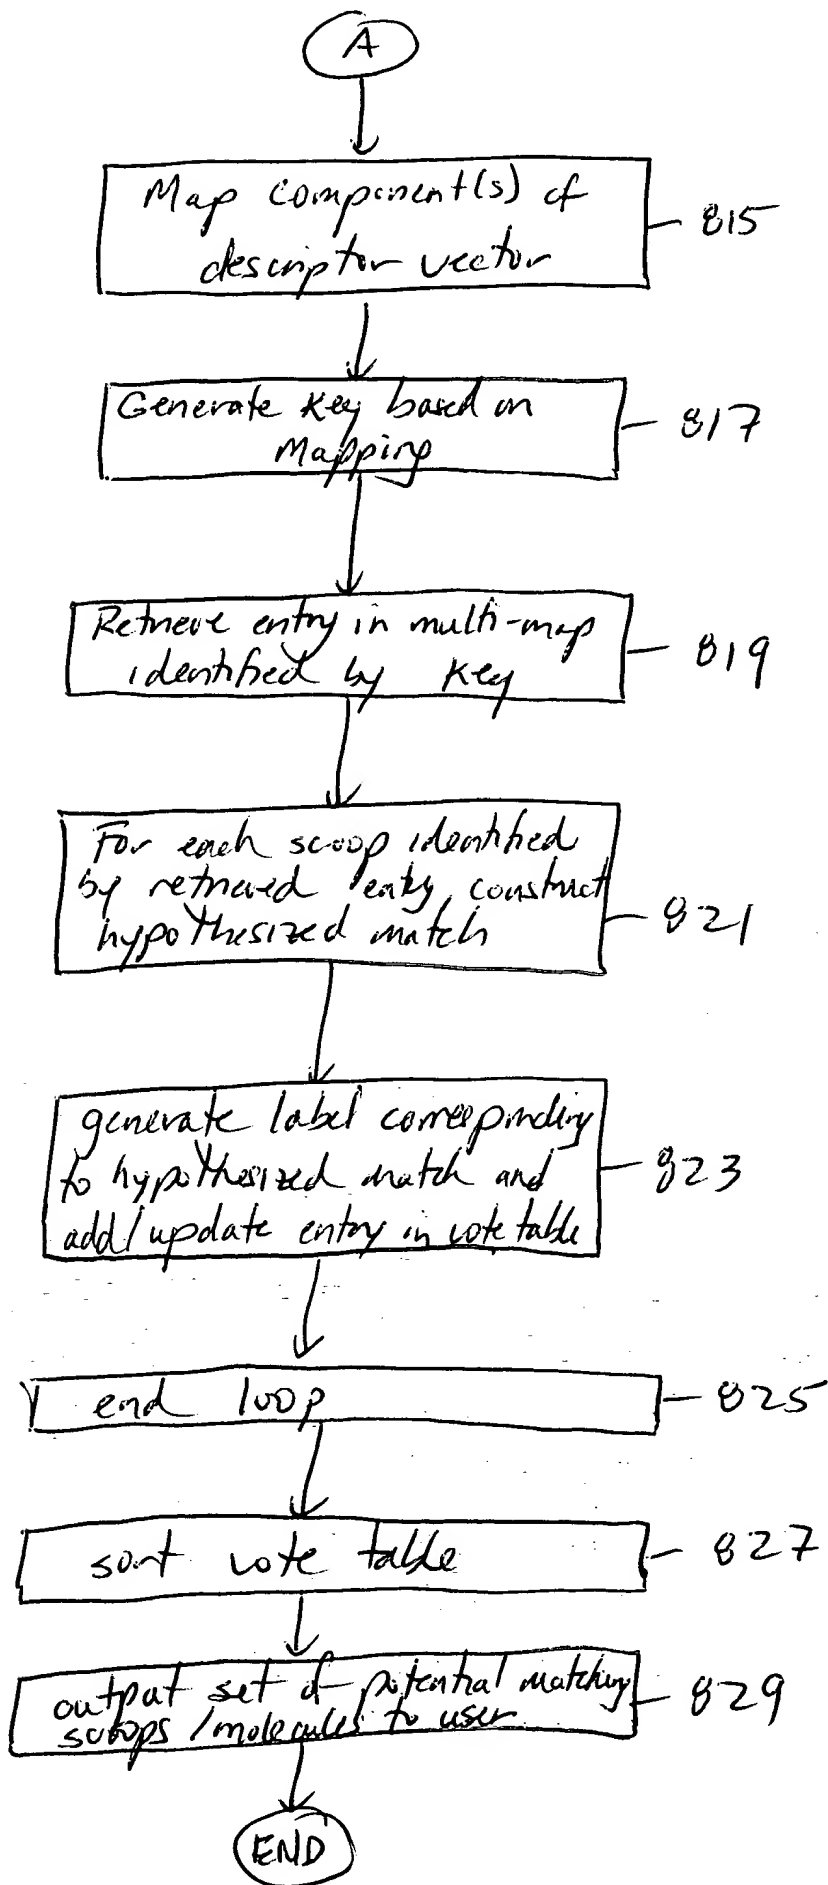 A
Map component(s) of
descriptor vector
815
Generate key based on
Mapping
817
Retrieve entry in multi-map
identified by key
819
For each scoop identified
by retrieved entry, construct
hypothesized match
821
generate label corresponding
to hypothesized match and
add/update entry in vote table
823
end loop
825
sort vote table
827
output set of potential matching
scoops/molecules to user
829
END